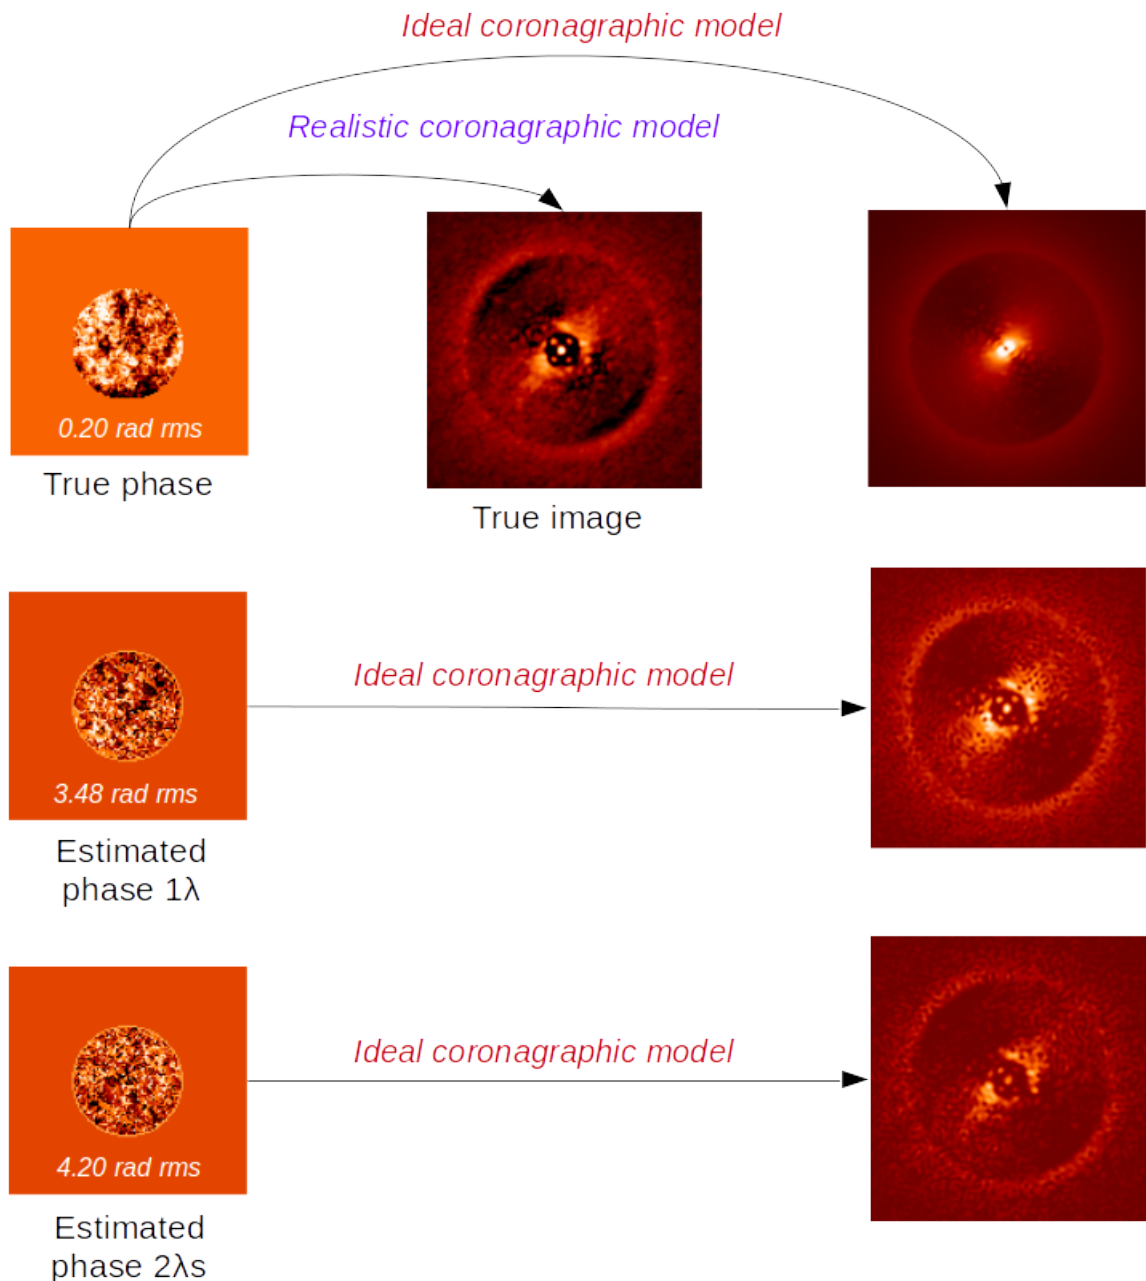 Ideal coronagraphic model
Realistic coronagraphic model
0.20 rad rms
True phase
True image
Ideal coronagraphic model
3.48 rad rms
Estimated
phase 1λ
Ideal coronagraphic model
4.20 rad rms
Estimated
phase 2λs